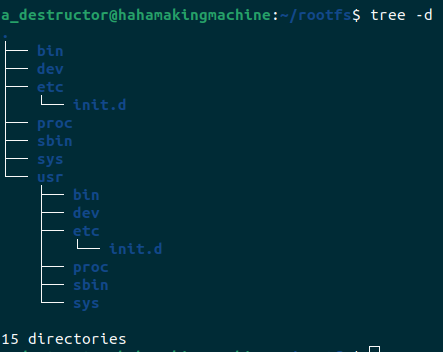 a_destructor@hahamakingmachine:~/rootfs$ tree -d
.
├── bin
├── dev
├── etc
│   └── init.d
├── proc
├── sbin
├── sys
└── usr
    ├── bin
    ├── dev
    ├── etc
    │   └── init.d
    ├── proc
    ├── sbin
    └── sys
15 directories